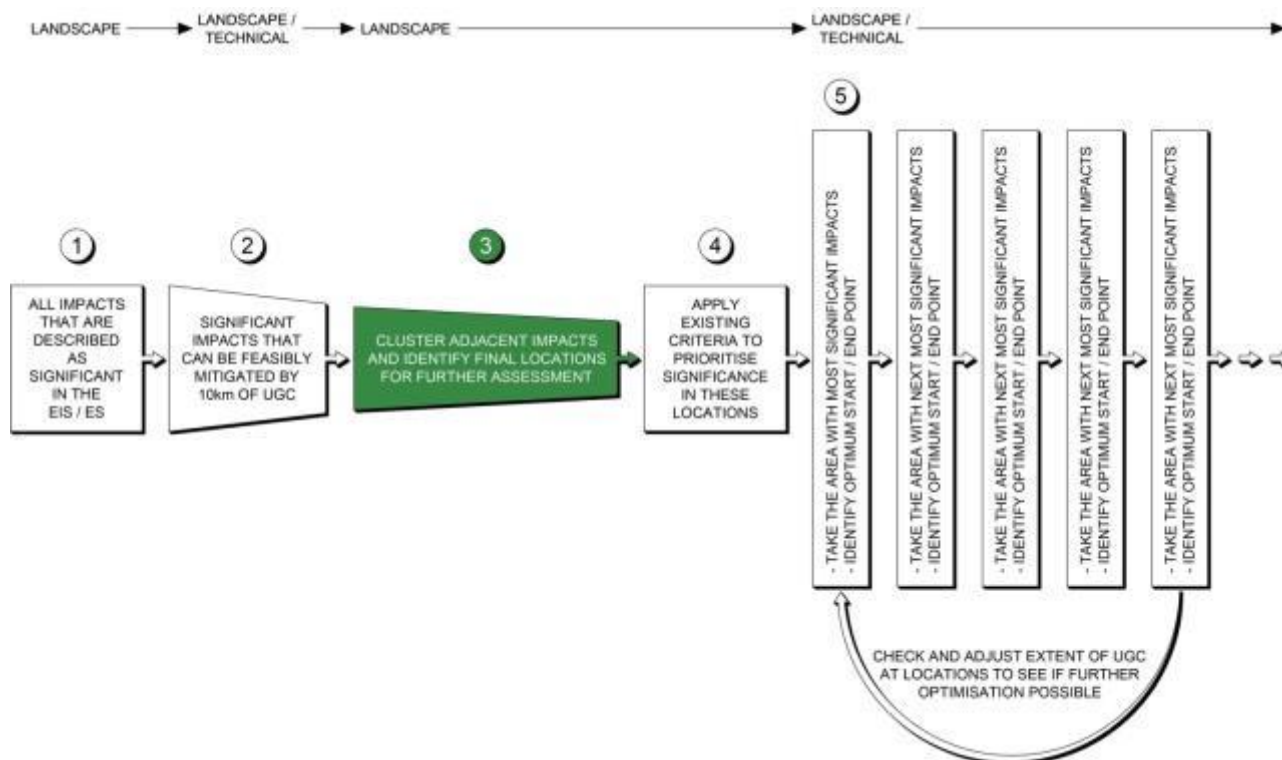 LANDSCAPE
LANDSCAPE /
TECHNICAL
LANDSCAPE
LANDSCAPE /
TECHNICAL
1
ALL IMPACTS
THAT ARE
DESCRIBED
AS
SIGNIFICANT
IN THE
EIS / ES
2
SIGNIFICANT
IMPACTS THAT
CAN BE FEASIBLY
MITIGATED BY
10km OF UGC
3
CLUSTER ADJACENT IMPACTS
AND IDENTIFY FINAL LOCATIONS
FOR FURTHER ASSESSMENT
4
APPLY
EXISTING
CRITERIA TO
PRIORITISE
SIGNIFICANCE
IN THESE
LOCATIONS
5
- TAKE THE AREA WITH MOST SIGNIFICANT IMPACTS
- IDENTIFY OPTIMUM START / END POINT
- TAKE THE AREA WITH NEXT MOST SIGNIFICANT IMPACTS
- IDENTIFY OPTIMUM START / END POINT
- TAKE THE AREA WITH NEXT MOST SIGNIFICANT IMPACTS
- IDENTIFY OPTIMUM START / END POINT
- TAKE THE AREA WITH NEXT MOST SIGNIFICANT IMPACTS
- IDENTIFY OPTIMUM START / END POINT
- TAKE THE AREA WITH NEXT MOST SIGNIFICANT IMPACTS
- IDENTIFY OPTIMUM START / END POINT
CHECK AND ADJUST EXTENT OF UGC
AT LOCATIONS TO SEE IF FURTHER
OPTIMISATION POSSIBLE